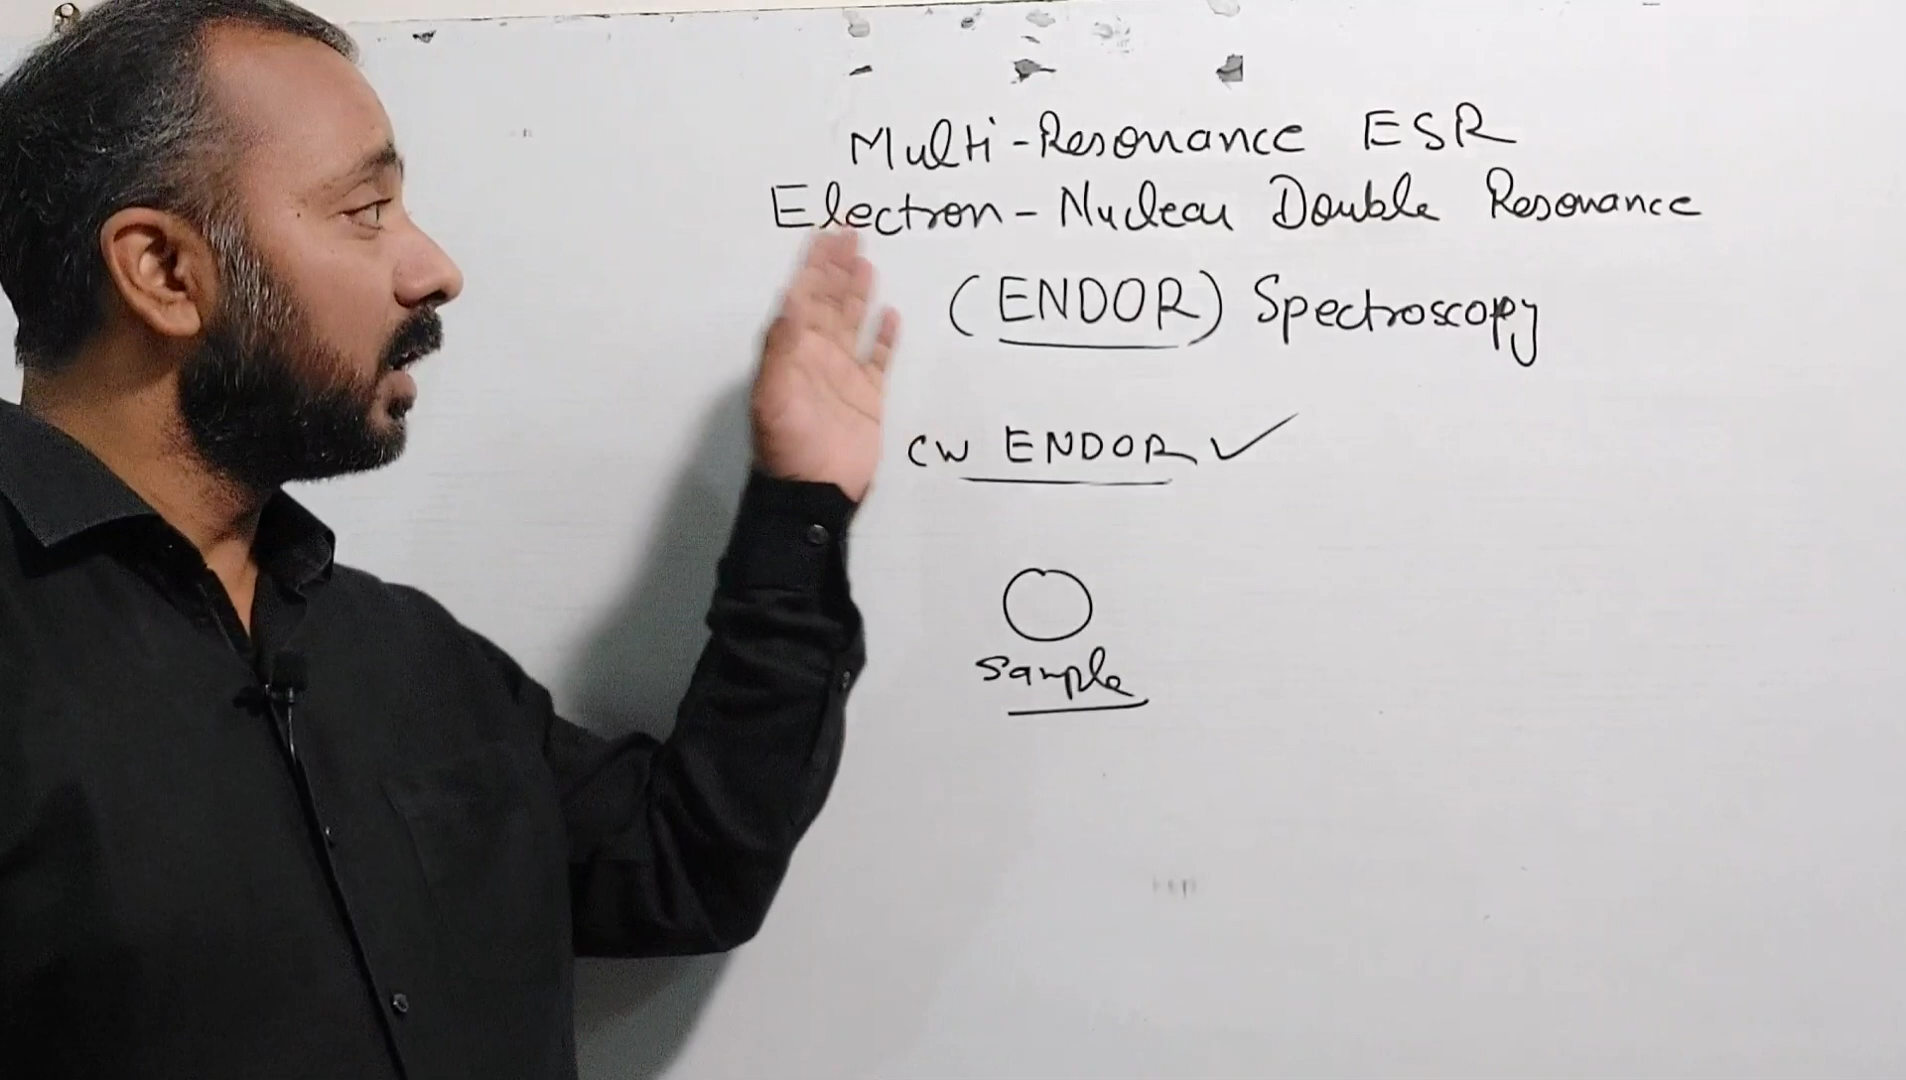 Multi-Resonance ESR
Electron-Nuclear Double Resonance
(ENDOR) Spectroscopy
CW ENDOR ✓
Sample